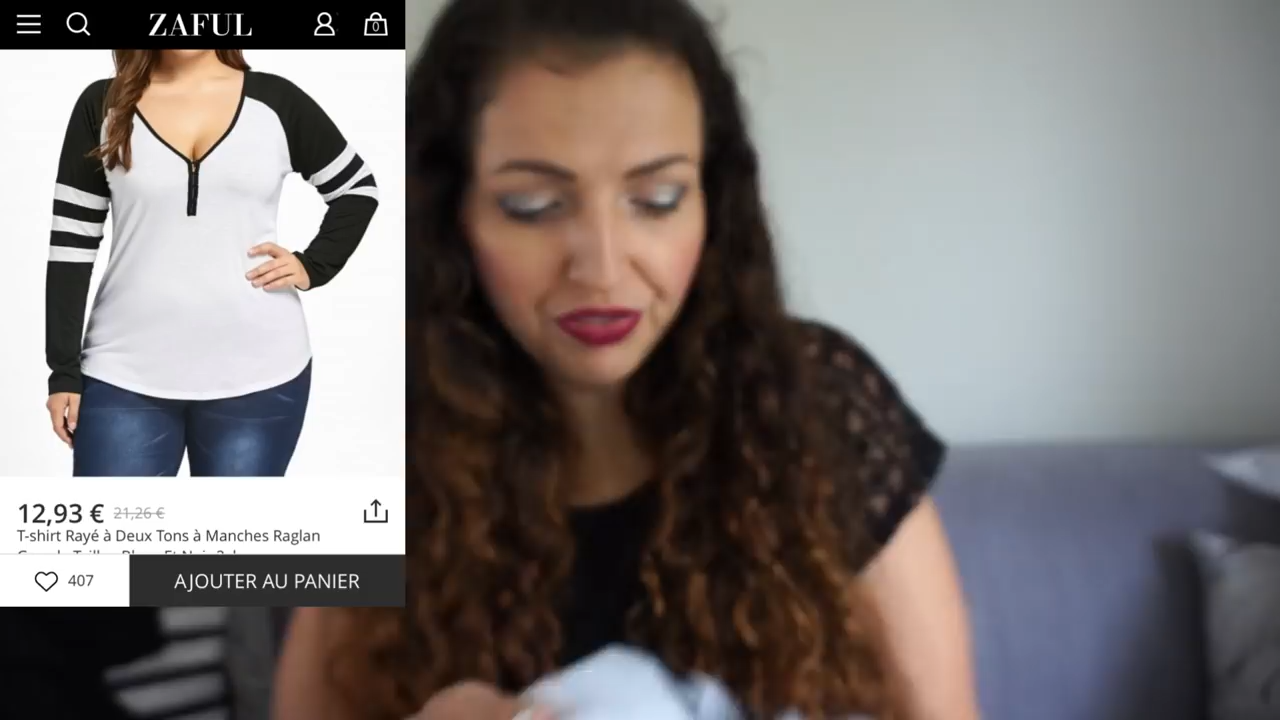 ZAFUL
0
12,93 € 21,26 €
T-shirt Rayé à Deux Tons à Manches Raglan
407
AJOUTER AU PANIER